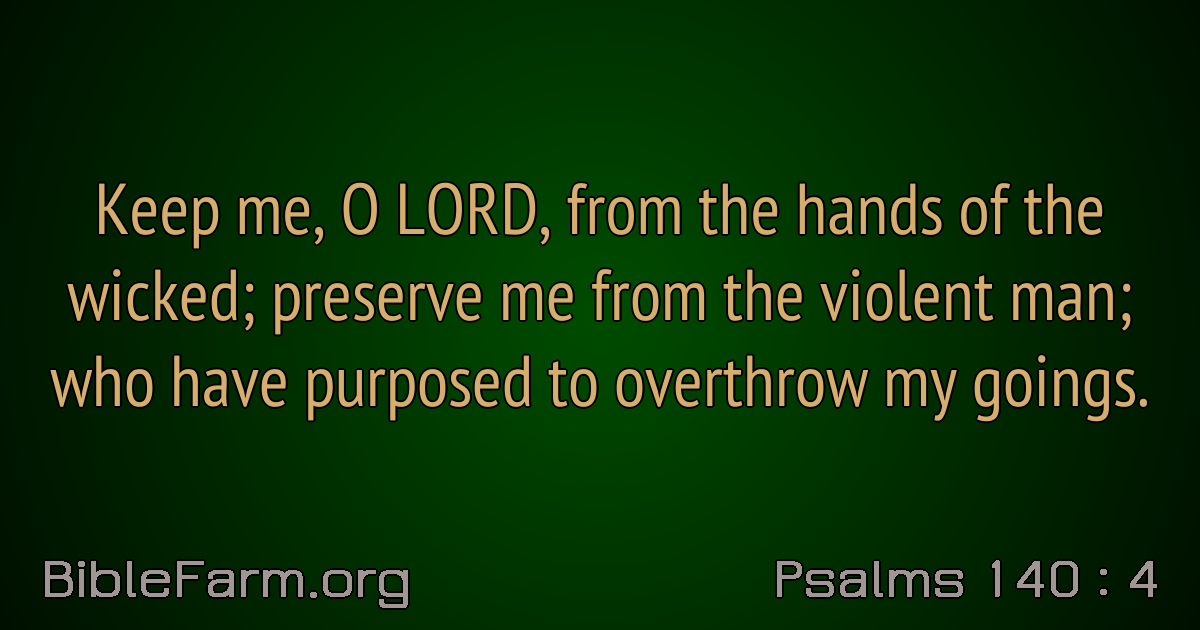 Keep me, O LORD, from the hands of the
wicked; preserve me from the violent man;
who have purposed to overthrow my goings.
BibleFarm.org
Psalms 140 : 4